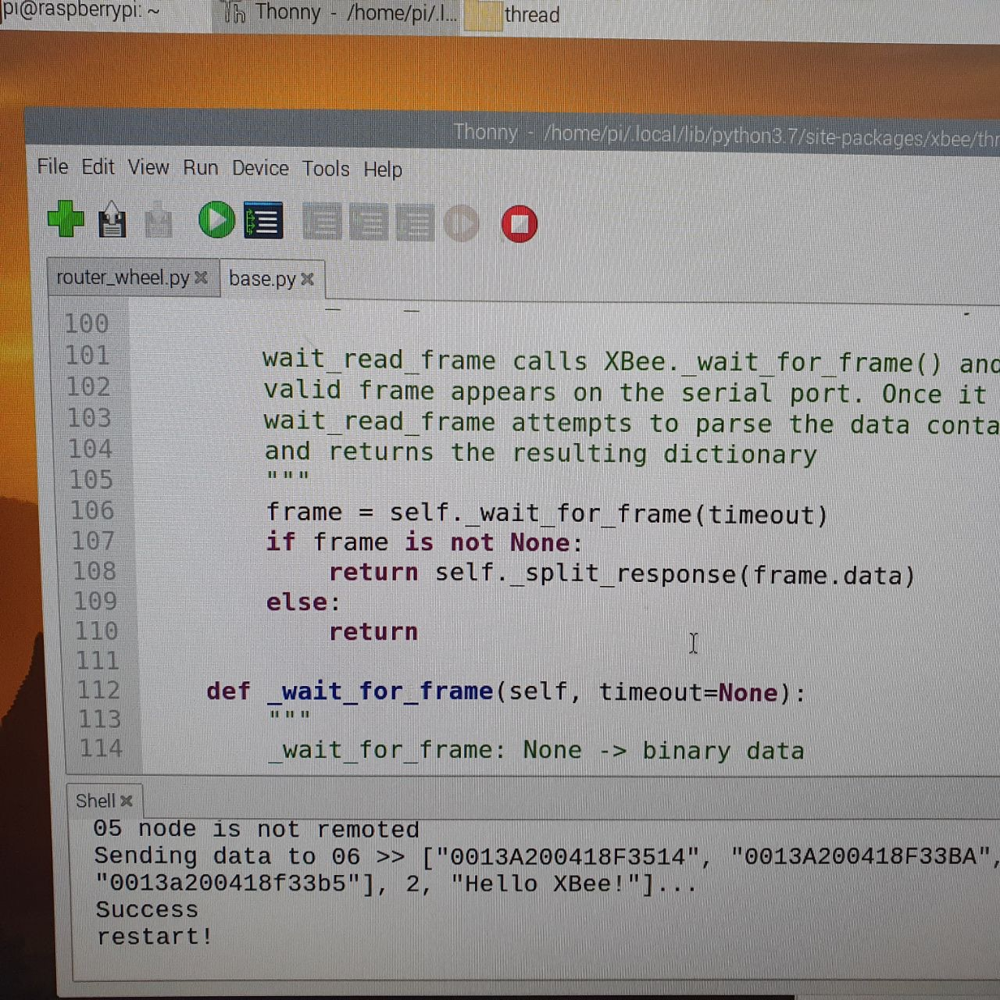 pi@raspberrypi: ~
Thonny - /home/pi/.l...
thread
Thonny - /home/pi/.local/lib/python3.7/site-packages/xbee/thr
File Edit View Run Device Tools Help
router_wheel.py
base.py
100
101 wait_read_frame calls XBee._wait_for_frame() and
102 valid frame appears on the serial port. Once it
103 wait_read_frame attempts to parse the data conta
104 and returns the resulting dictionary
105 """
106 frame = self._wait_for_frame(timeout)
107 if frame is not None:
108 return self._split_response(frame.data)
109 else:
110 return
111
112 def _wait_for_frame(self, timeout=None):
113 """
114 _wait_for_frame: None -> binary data
Shell
05 node is not remoted
Sending data to 06 >> ["0013A200418F3514", "0013A200418F33BA",
"0013a200418f33b5"], 2, "Hello XBee!"]...
Success
restart!